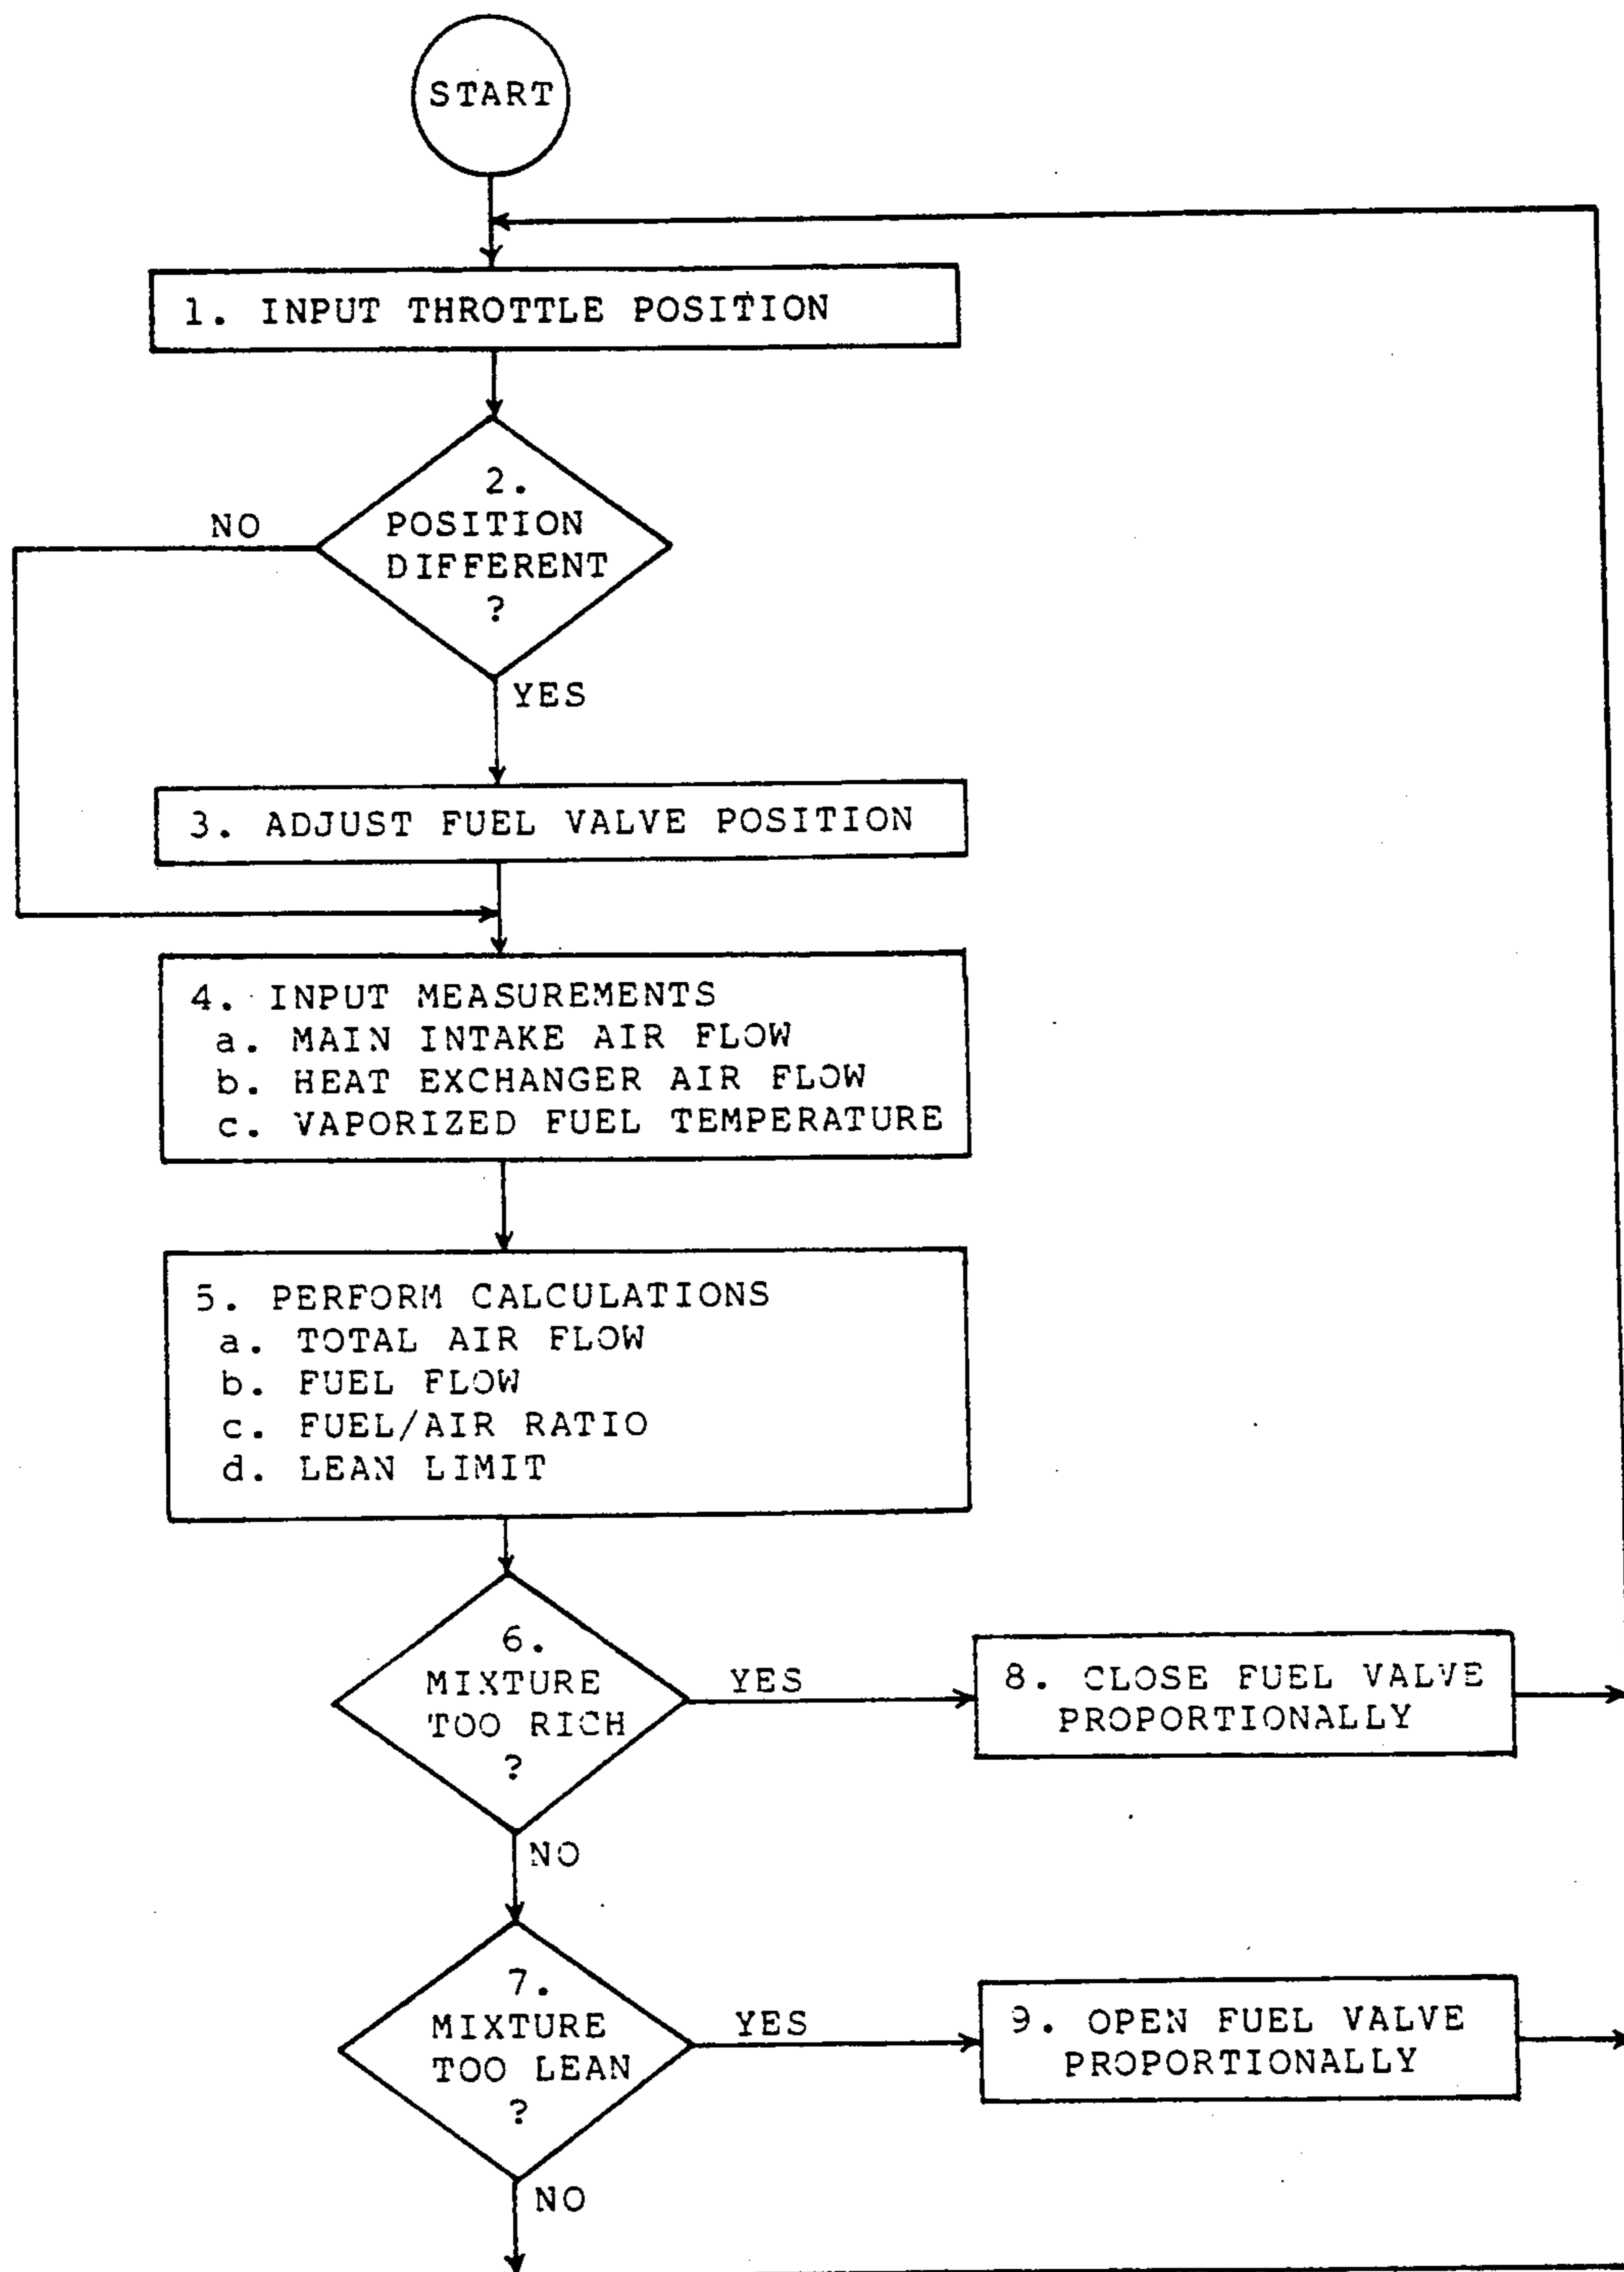 START
1. INPUT THROTTLE POSITION
2.
POSITION
DIFFERENT
?
NO
YES
3. ADJUST FUEL VALVE POSITION
4. INPUT MEASUREMENTS
a. MAIN INTAKE AIR FLOW
b. HEAT EXCHANGER AIR FLOW
c. VAPORIZED FUEL TEMPERATURE
5. PERFORM CALCULATIONS
a. TOTAL AIR FLOW
b. FUEL FLOW
c. FUEL/AIR RATIO
d. LEAN LIMIT
6.
MIXTURE
TOO RICH
?
YES
8. CLOSE FUEL VALVE
PROPORTIONALLY
NO
7.
MIXTURE
TOO LEAN
?
YES
9. OPEN FUEL VALVE
PROPORTIONALLY
NO